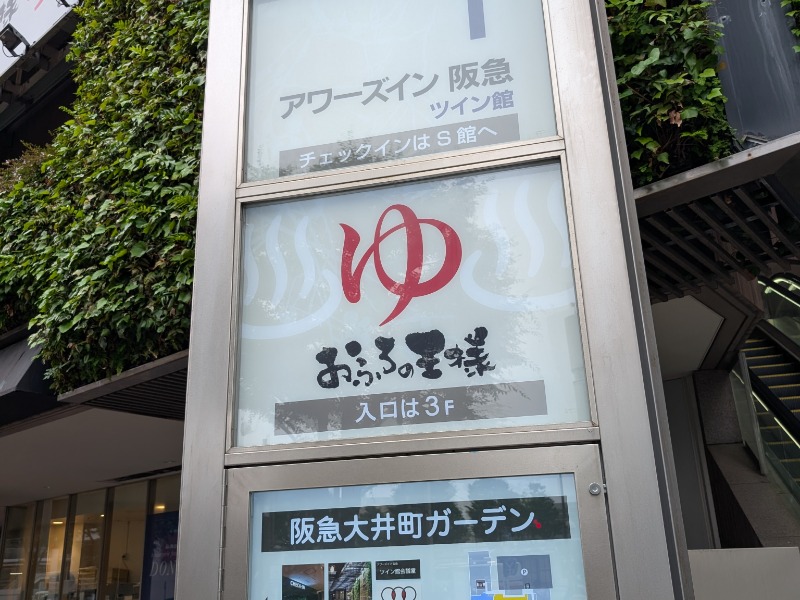 アワーズイン 阪急
ツイン館
チェックインは S 館へ
ゆ
おふろの王様
入口は 3F
阪急大井町ガーデン